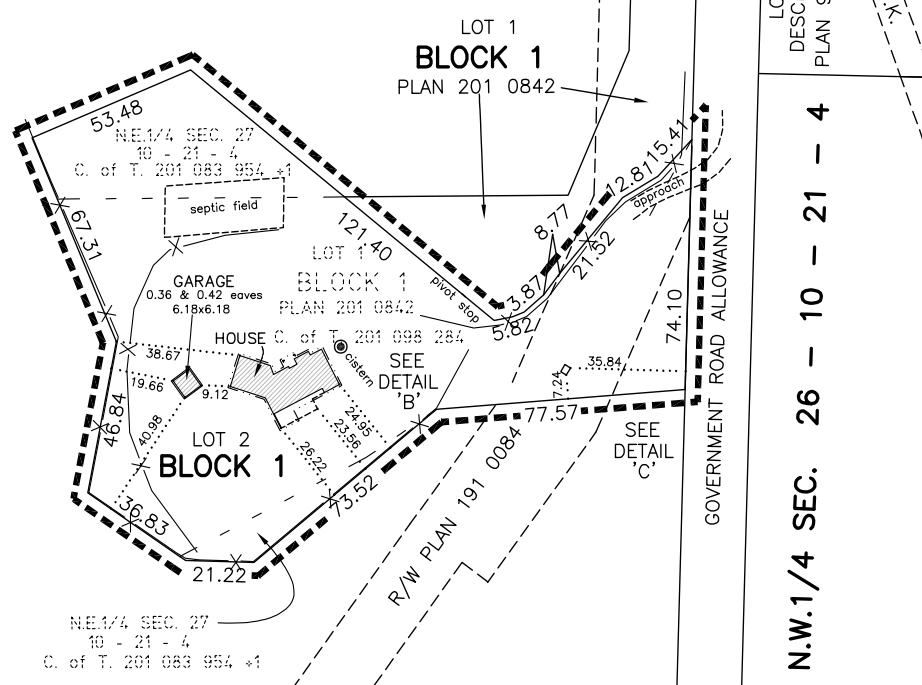 LOT 1
BLOCK 1
PLAN 201 0842
LO
DESC
PLAN 9
.K.
53.48
N.E.1/4 SEC. 27
10 - 21 - 4
C. of T. 201 083 954 +1
septic field
67.31
121.40
15.41
12.81
approach
8.77
21.52
3.87
5.82
pivot stop
LOT 1
BLOCK 1
PLAN 201 0842
C. of T. 201 098 284
GARAGE
0.36 & 0.42 eaves
6.18x6.18
HOUSE
cistern
38.67
19.66
9.12
40.98
46.84
SEE
DETAIL
'B'
24.95
23.56
26.22
LOT 2
BLOCK 1
36.83
21.22
73.52
77.57
35.84
7.24
74.10
SEE
DETAIL
'C'
R/W PLAN 191 0084
GOVERNMENT ROAD ALLOWANCE
N.W.1/4 SEC. 26 - 10 - 21 - 4
N.E.1/4 SEC. 27
10 - 21 - 4
C. of T. 201 083 954 +1